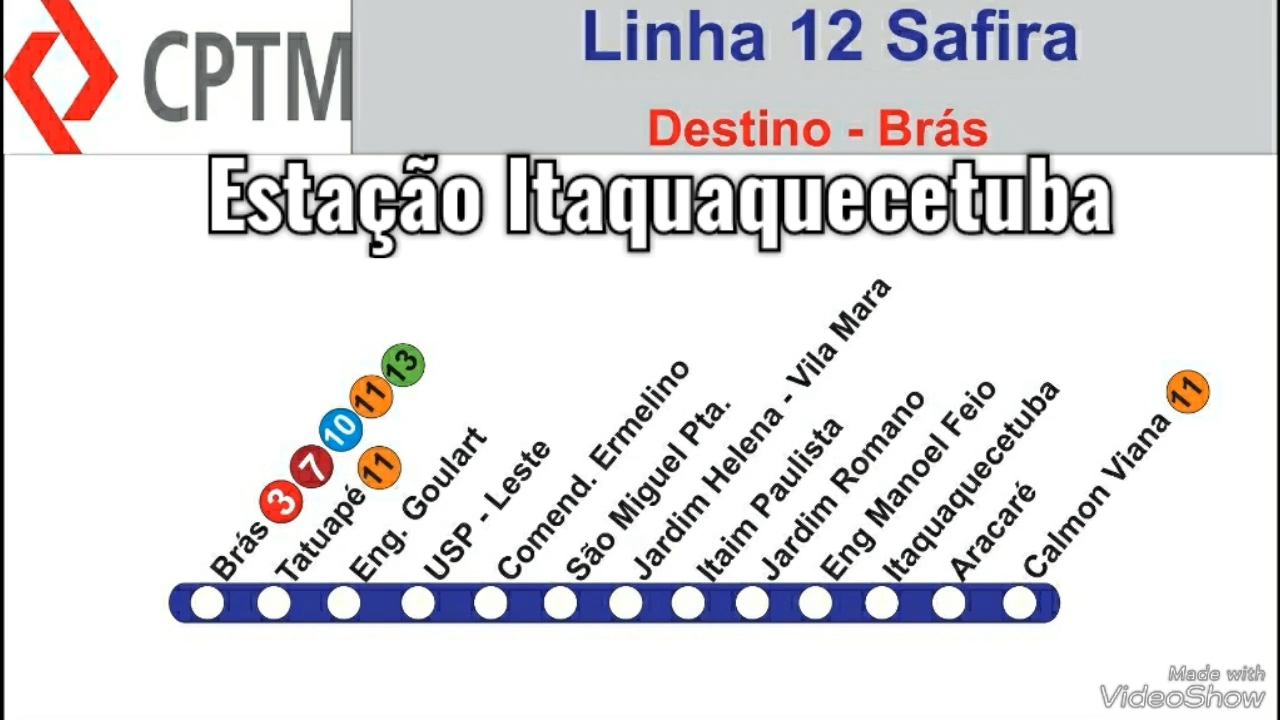 CPTM
Linha 12 Safira
Destino - Brás
Estação Itaquaquecetuba
Brás 3 7 10 11 13
Tatuapé 11
Eng. Goulart
USP - Leste
Comend. Ermelino
São Miguel Pta.
Jardim Helena - Vila Mara
Itaim Paulista
Jardim Romano
Eng Manoel Feio
Itaquaquecetuba
Aracaré
Calmon Viana 11
Made with
VideoShow